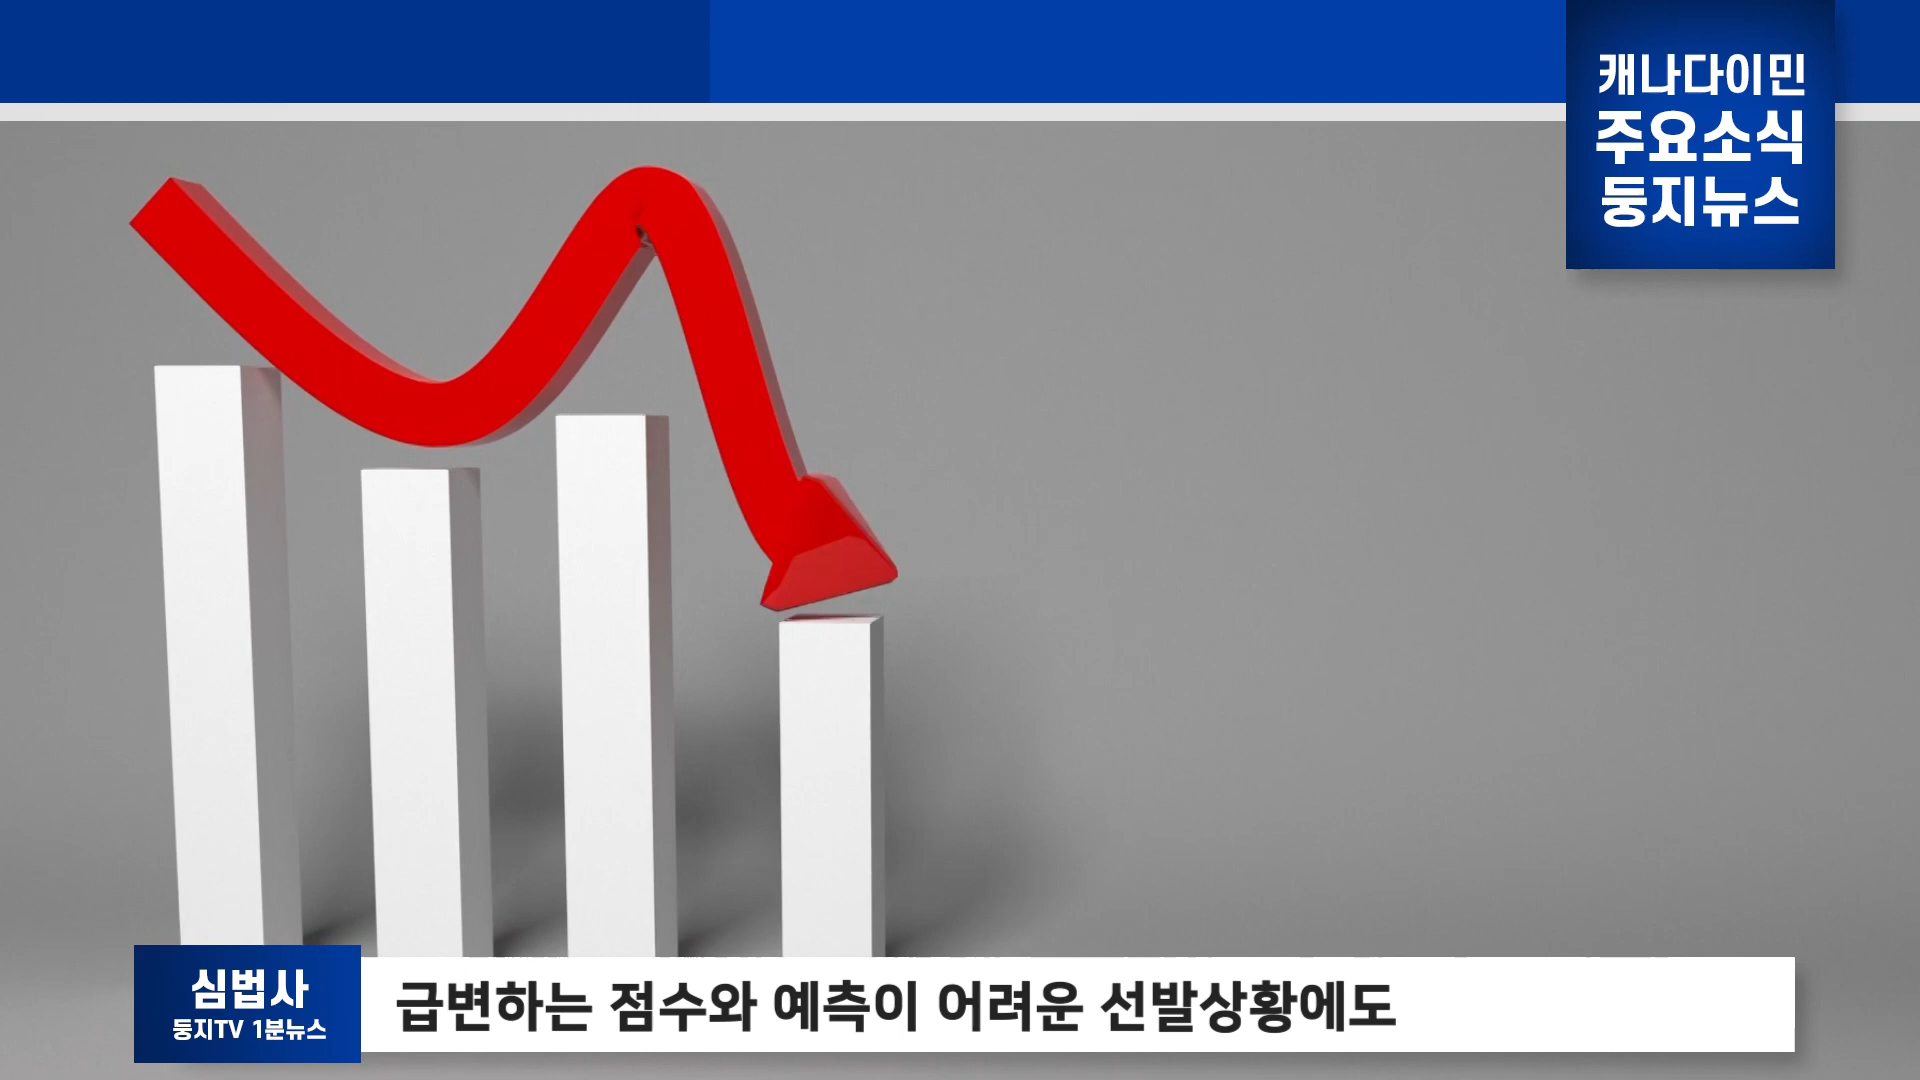 캐나다이민
주요소식
둥지뉴스
심법사
둥지TV 1분뉴스
급변하는 점수와 예측이 어려운 선발상황에도